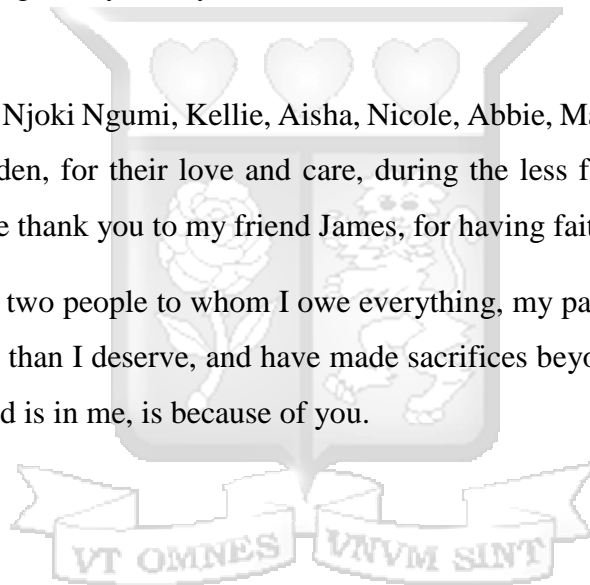 Njoki Ngumi, Kellie, Aisha, Nicole, Abbie, Ma
den, for their love and care, during the less f
e thank you to my friend James, for having fait
two people to whom I owe everything, my pa
than I deserve, and have made sacrifices beyo
d is in me, is because of you.
VT OMNES VNVM SINT